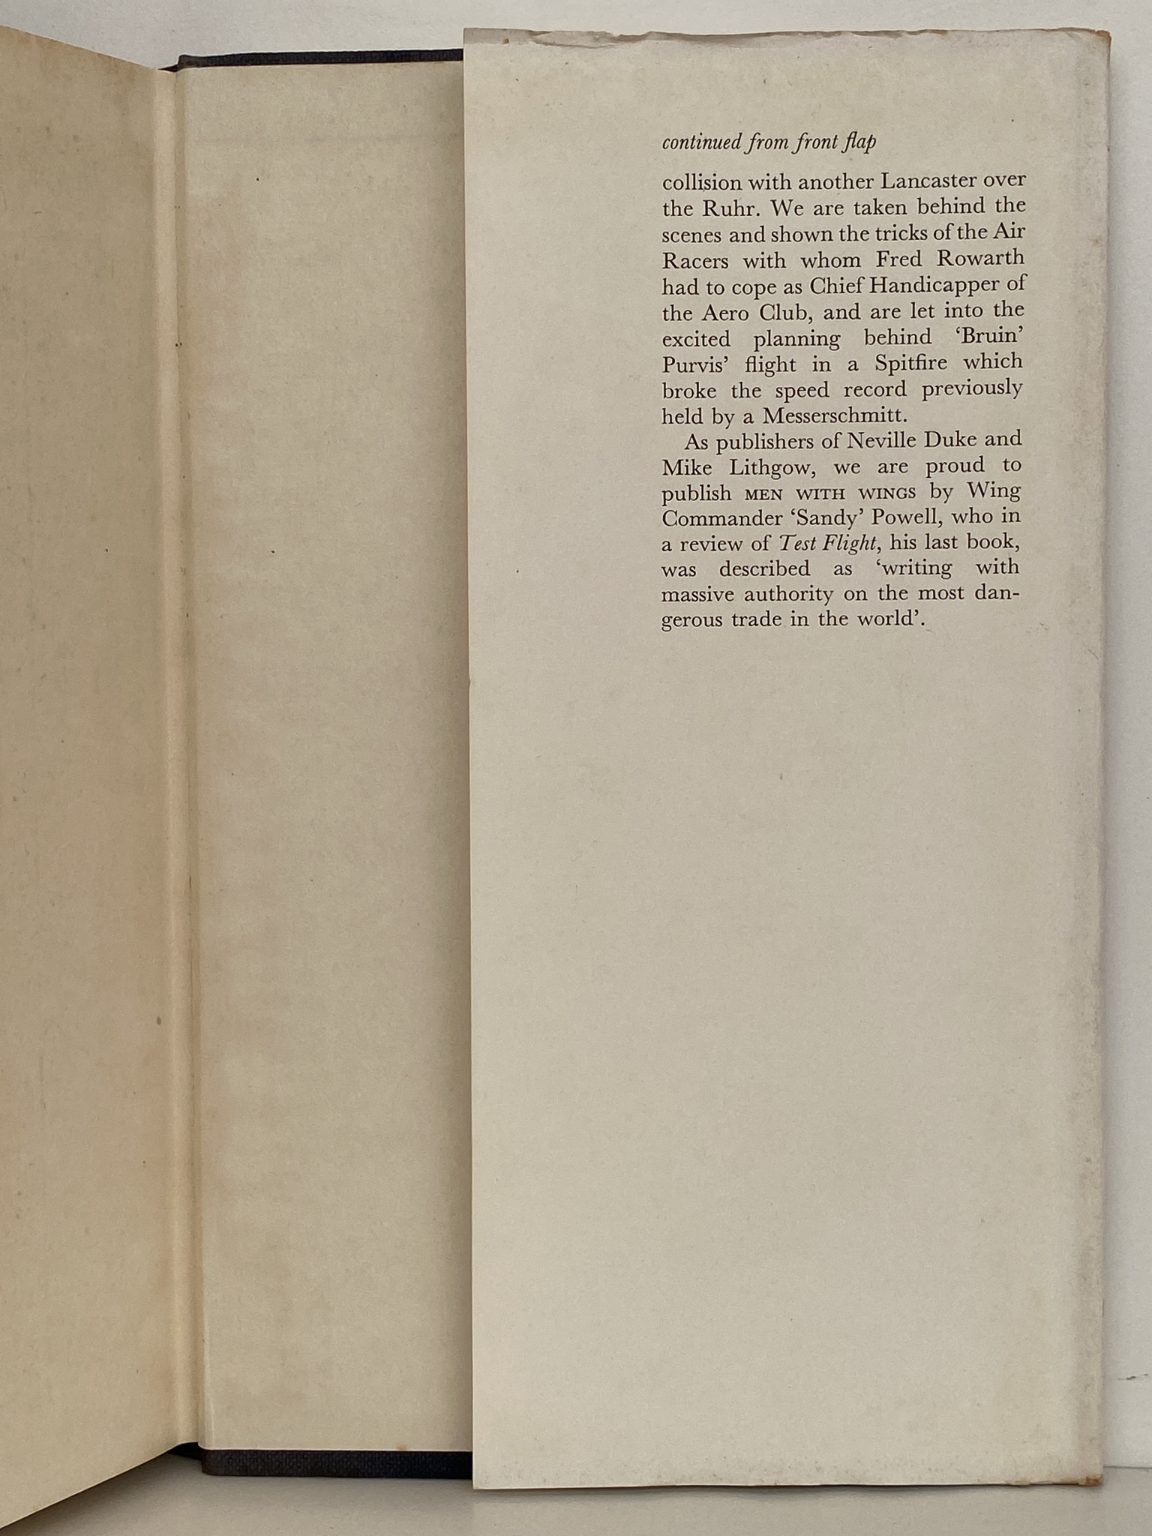 continued from front flap
collision with another Lancaster over
the Ruhr. We are taken behind the
scenes and shown the tricks of the Air
Racers with whom Fred Rowarth
had to cope as Chief Handicapper of
the Aero Club, and are let into the
excited planning behind ‘Bruin’
Purvis’ flight in a Spitfire which
broke the speed record previously
held by a Messerschmitt.
As publishers of Neville Duke and
Mike Lithgow, we are proud to
publish MEN WITH WINGS by Wing
Commander ‘Sandy’ Powell, who in
a review of Test Flight, his last book,
was described as ‘writing with
massive authority on the most dan-
gerous trade in the world’.